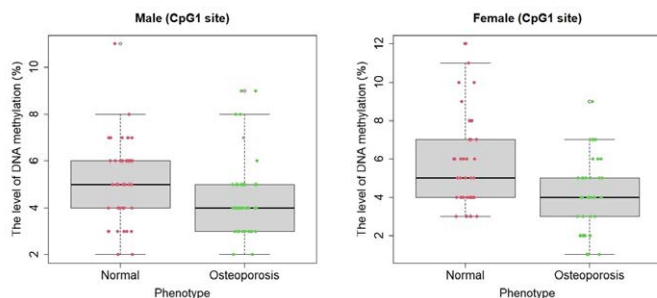 Male (CpG1 site)
The level of DNA methylation (%)
10
8
6
4
2
Normal
Osteoporosis
Phenotype
Female (CpG1 site)
The level of DNA methylation (%)
12
10
8
6
4
2
Normal
Osteoporosis
Phenotype